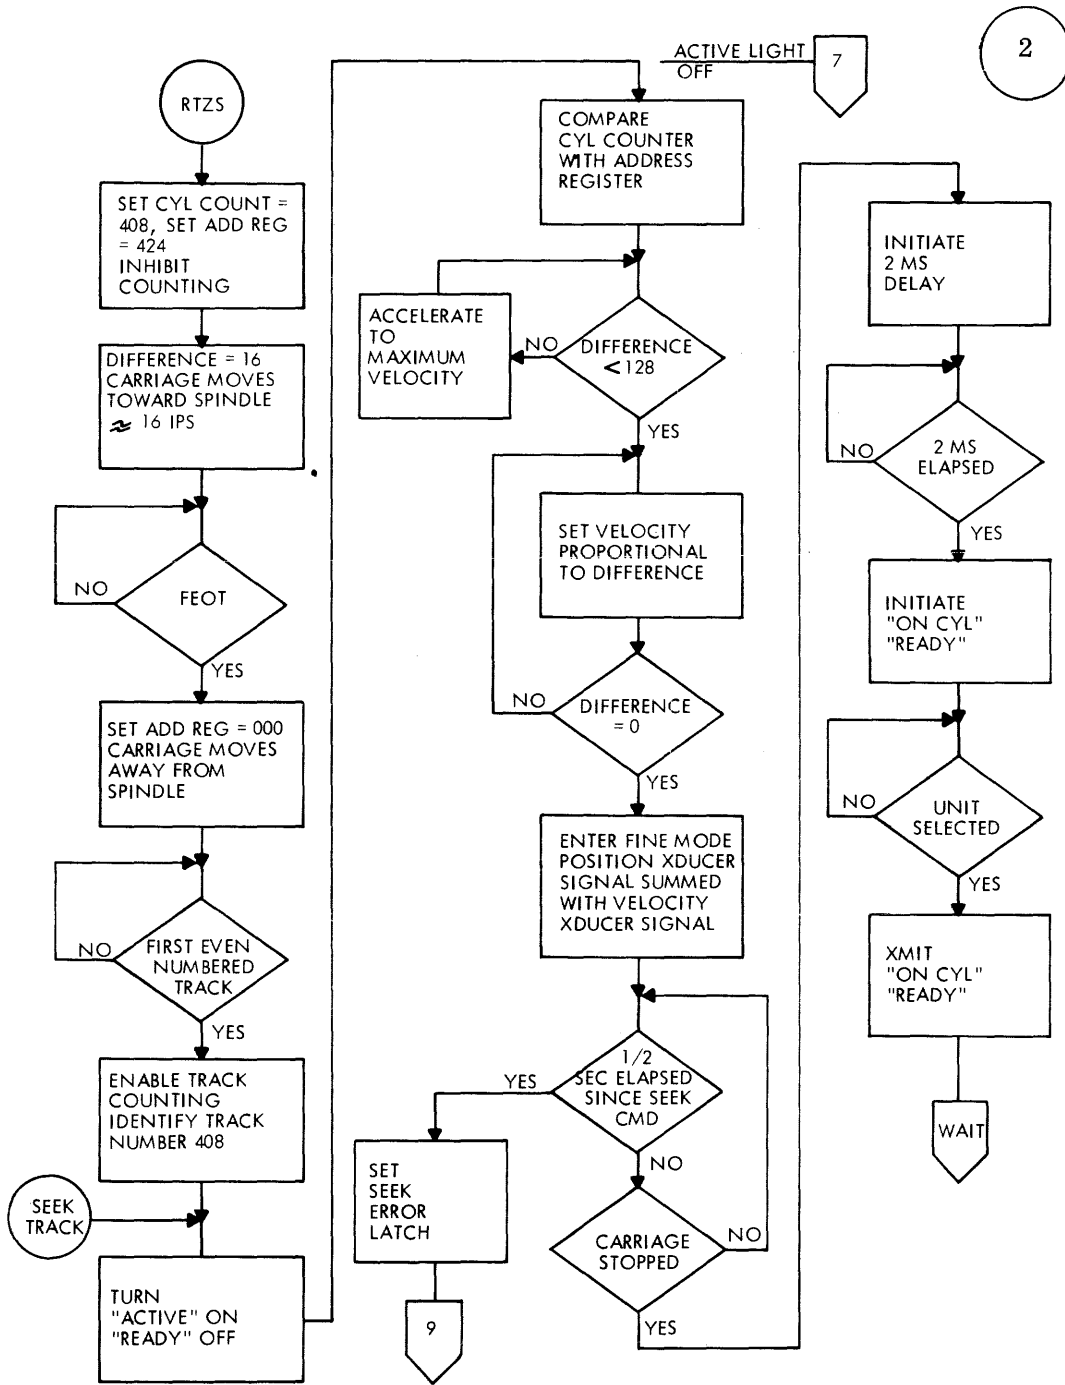 2
ACTIVE LIGHT
OFF
7
RTZS
SET CYL COUNT =
408, SET ADD REG
= 424
INHIBIT
COUNTING
DIFFERENCE = 16
CARRIAGE MOVES
TOWARD SPINDLE
≈ 16 IPS
NO
FEOT
YES
SET ADD REG = 000
CARRIAGE MOVES
AWAY FROM
SPINDLE
NO
FIRST EVEN
NUMBERED
TRACK
YES
ENABLE TRACK
COUNTING
IDENTIFY TRACK
NUMBER 408
SEEK
TRACK
TURN
"ACTIVE" ON
"READY" OFF
COMPARE
CYL COUNTER
WITH ADDRESS
REGISTER
ACCELERATE
TO
MAXIMUM
VELOCITY
NO
DIFFERENCE
< 128
YES
SET VELOCITY
PROPORTIONAL
TO DIFFERENCE
NO
DIFFERENCE
= 0
YES
ENTER FINE MODE
POSITION XDUCER
SIGNAL SUMMED
WITH VELOCITY
XDUCER SIGNAL
YES
1/2
SEC ELAPSED
SINCE SEEK
CMD
NO
SET
SEEK
ERROR
LATCH
9
CARRIAGE
STOPPED
NO
YES
INITIATE
2 MS
DELAY
NO
2 MS
ELAPSED
YES
INITIATE
"ON CYL"
"READY"
NO
UNIT
SELECTED
YES
XMIT
"ON CYL"
"READY"
WAIT